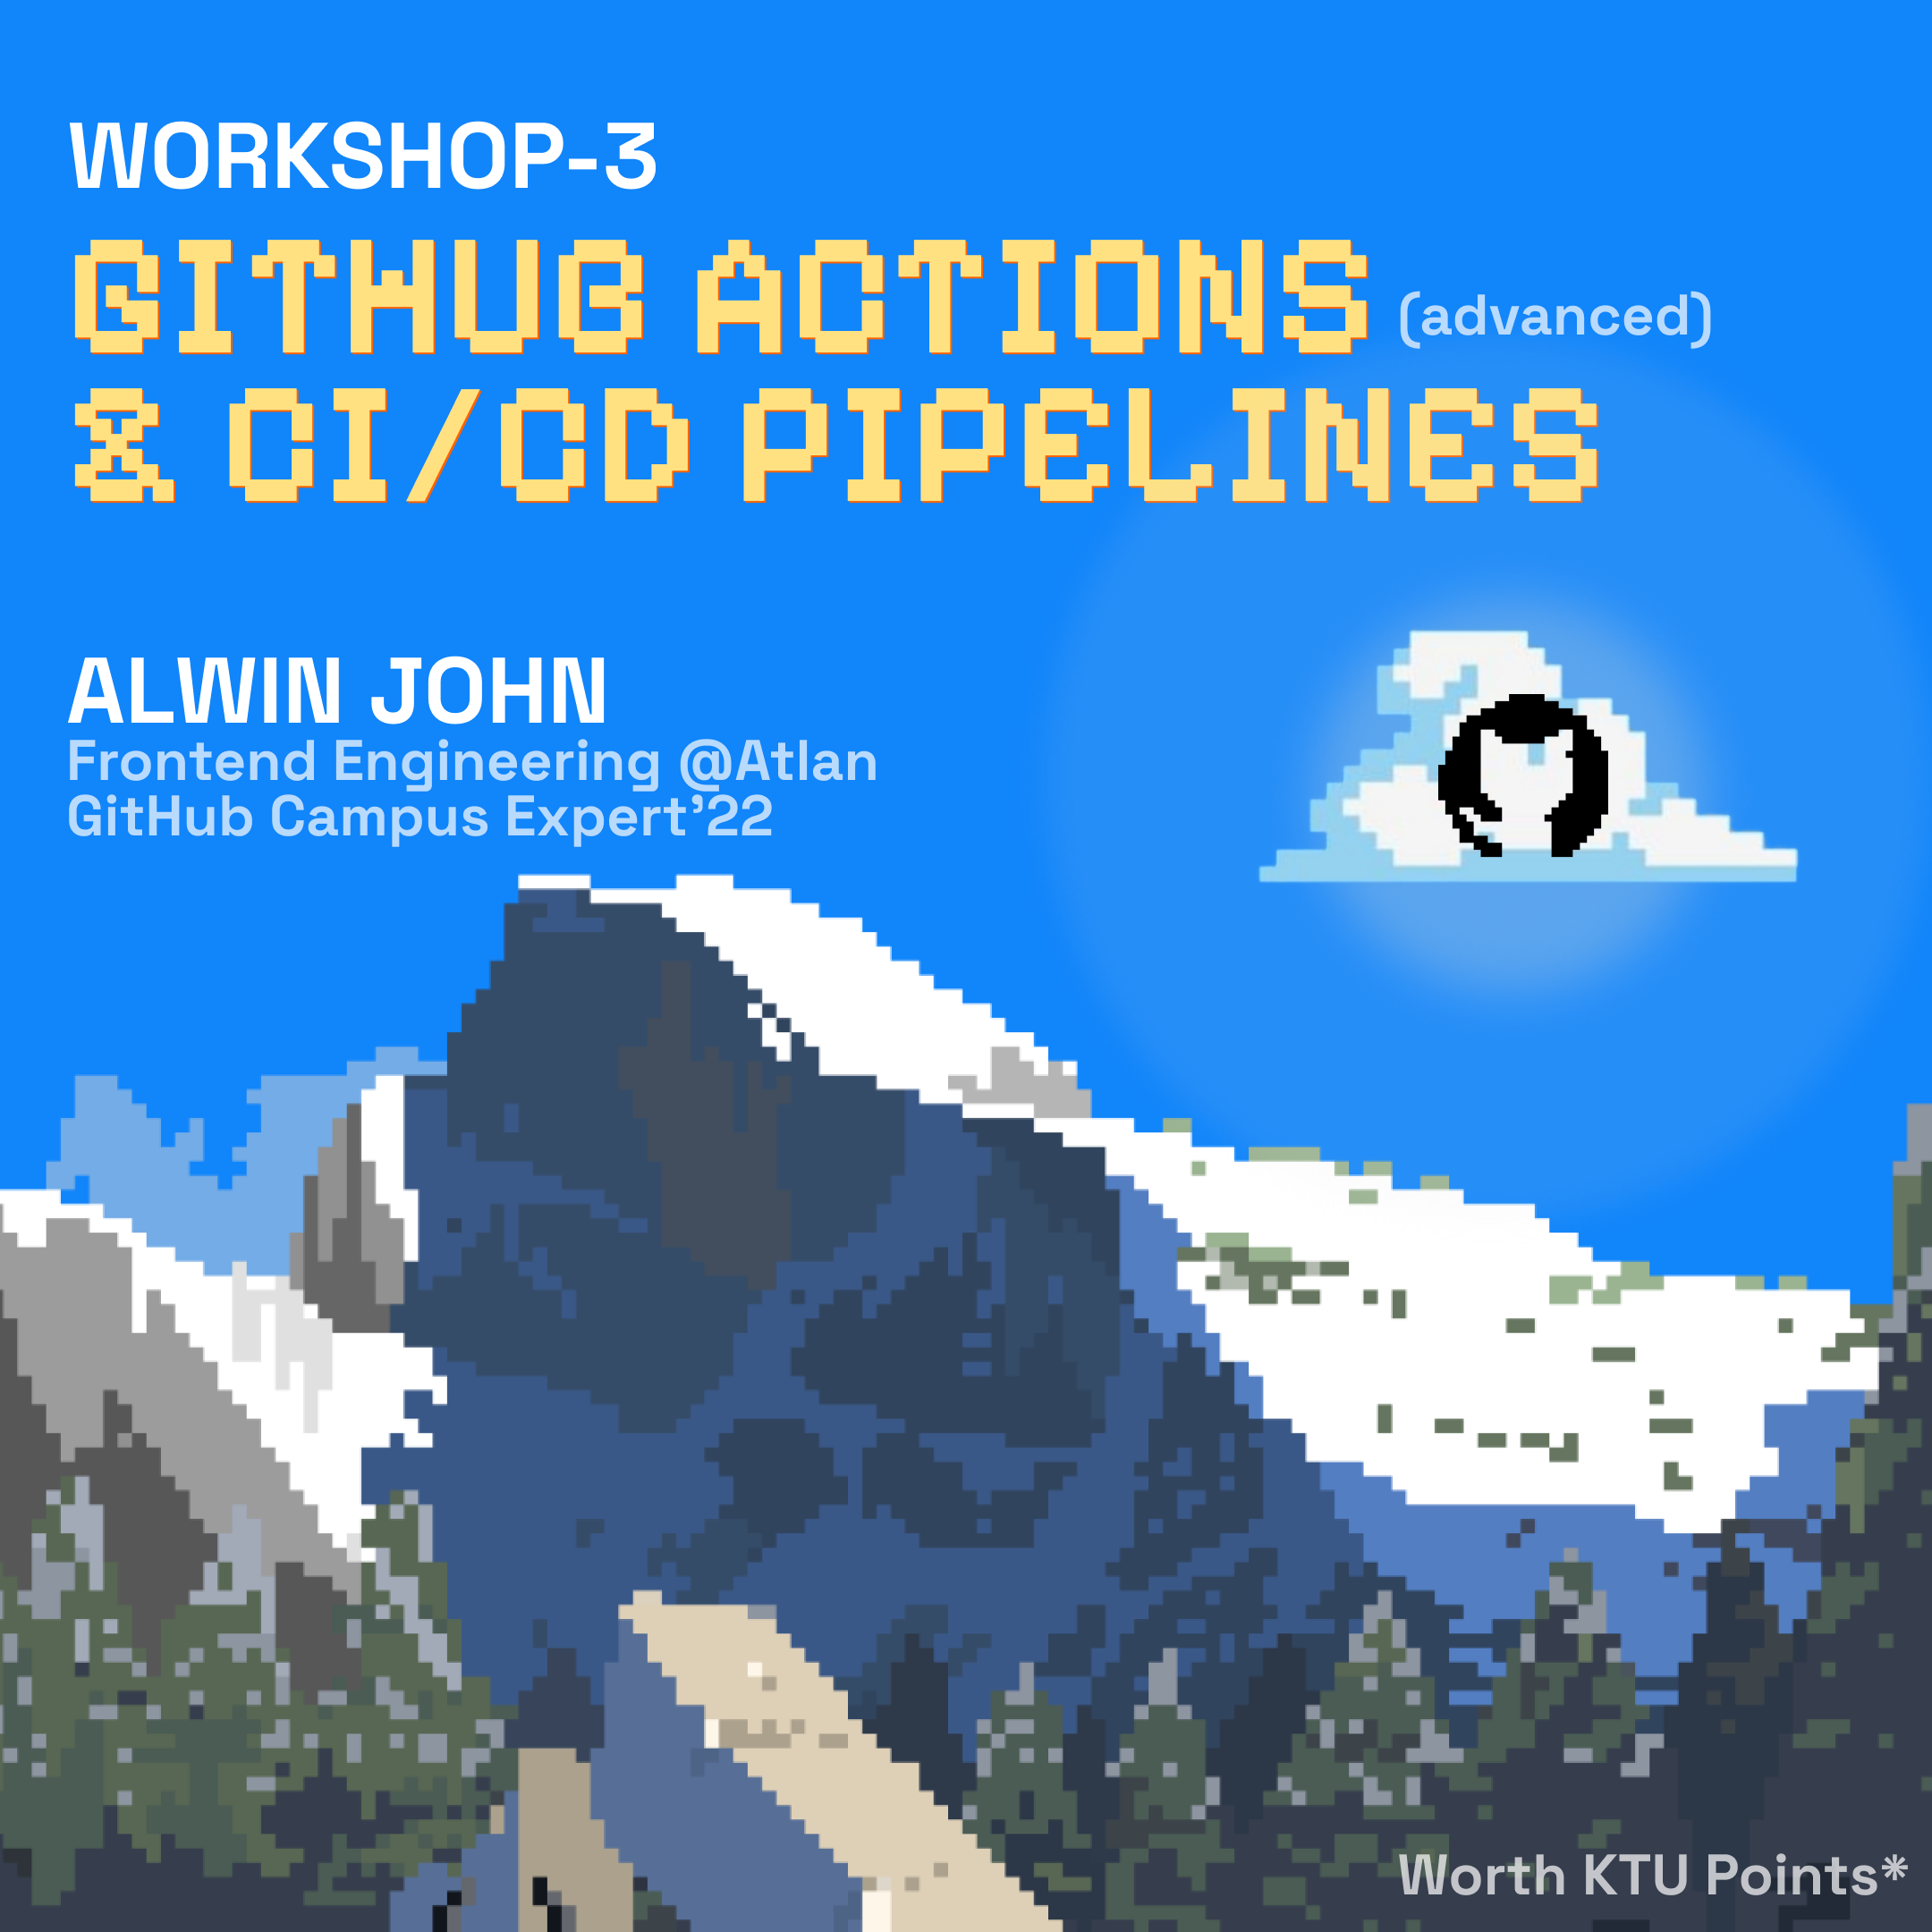 WORKSHOP-3
GITHUB ACTIONS (advanced)
& CI/CD PIPELINES
ALWIN JOHN
Frontend Engineering @Atlan
GitHub Campus Expert'22
Worth KTU Points*